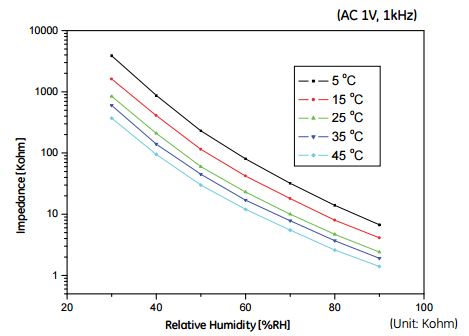 (AC 1V, 1kHz)
10000
1000
100
10
1
Impedance [Kohm]
5 °C
15 °C
25 °C
35 °C
45 °C
20 40 60 80 100
Relative Humidity [%RH]
(Unit: Kohm)